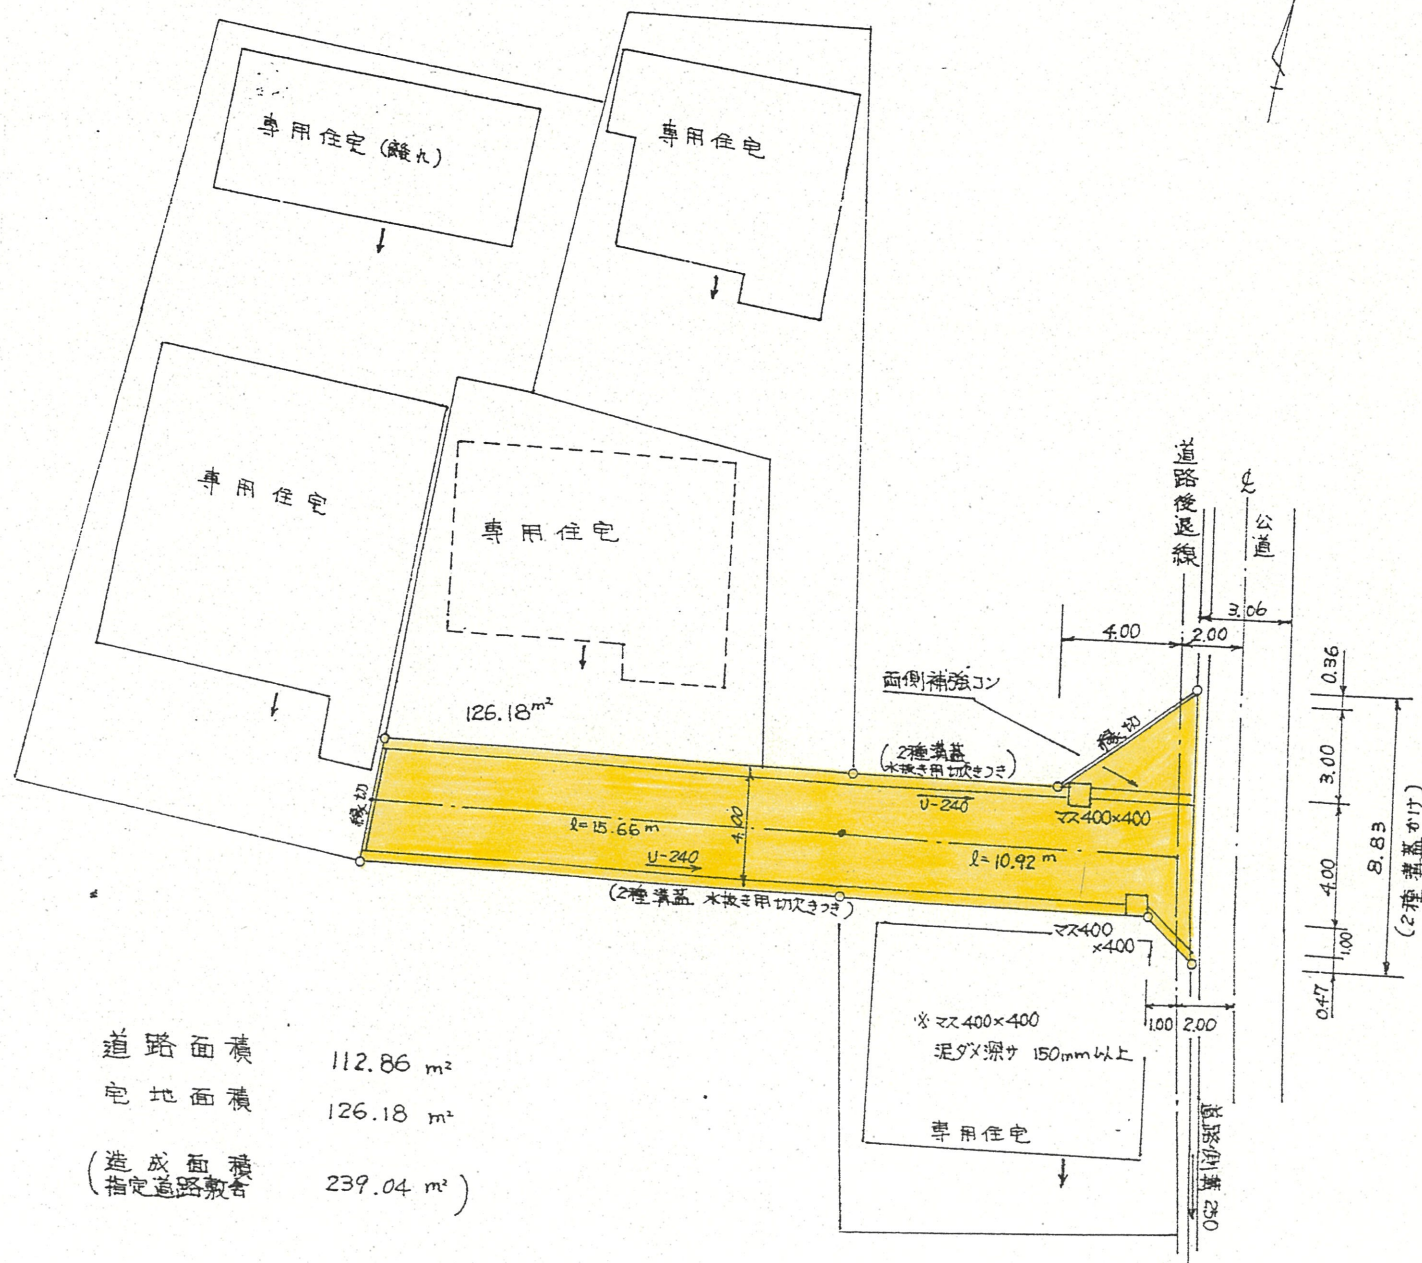 専用住宅 (離れ)
専用住宅
専用住宅
専用住宅
126.18m²
道路後退線
公道
3.06
4.00
2.00
0.36
両側補強コン
縁切
3.00
(2種溝蓋
水抜き用切欠きつき)
U-240
マス400×400
縁切
l=15.66m
4.00
l=10.92m
4.00
8.83
(2種溝蓋かけ)
U-240
(2種溝蓋 水抜き用切欠きつき)
マス400
×400
1.00
0.47
1.00
2.00
※マス400×400
泥ダメ深サ 150mm以上
専用住宅
道路側溝250
道路面積 112.86 m²
宅地面積 126.18 m²
(造成面積
指定道路敷含 239.04 m²)